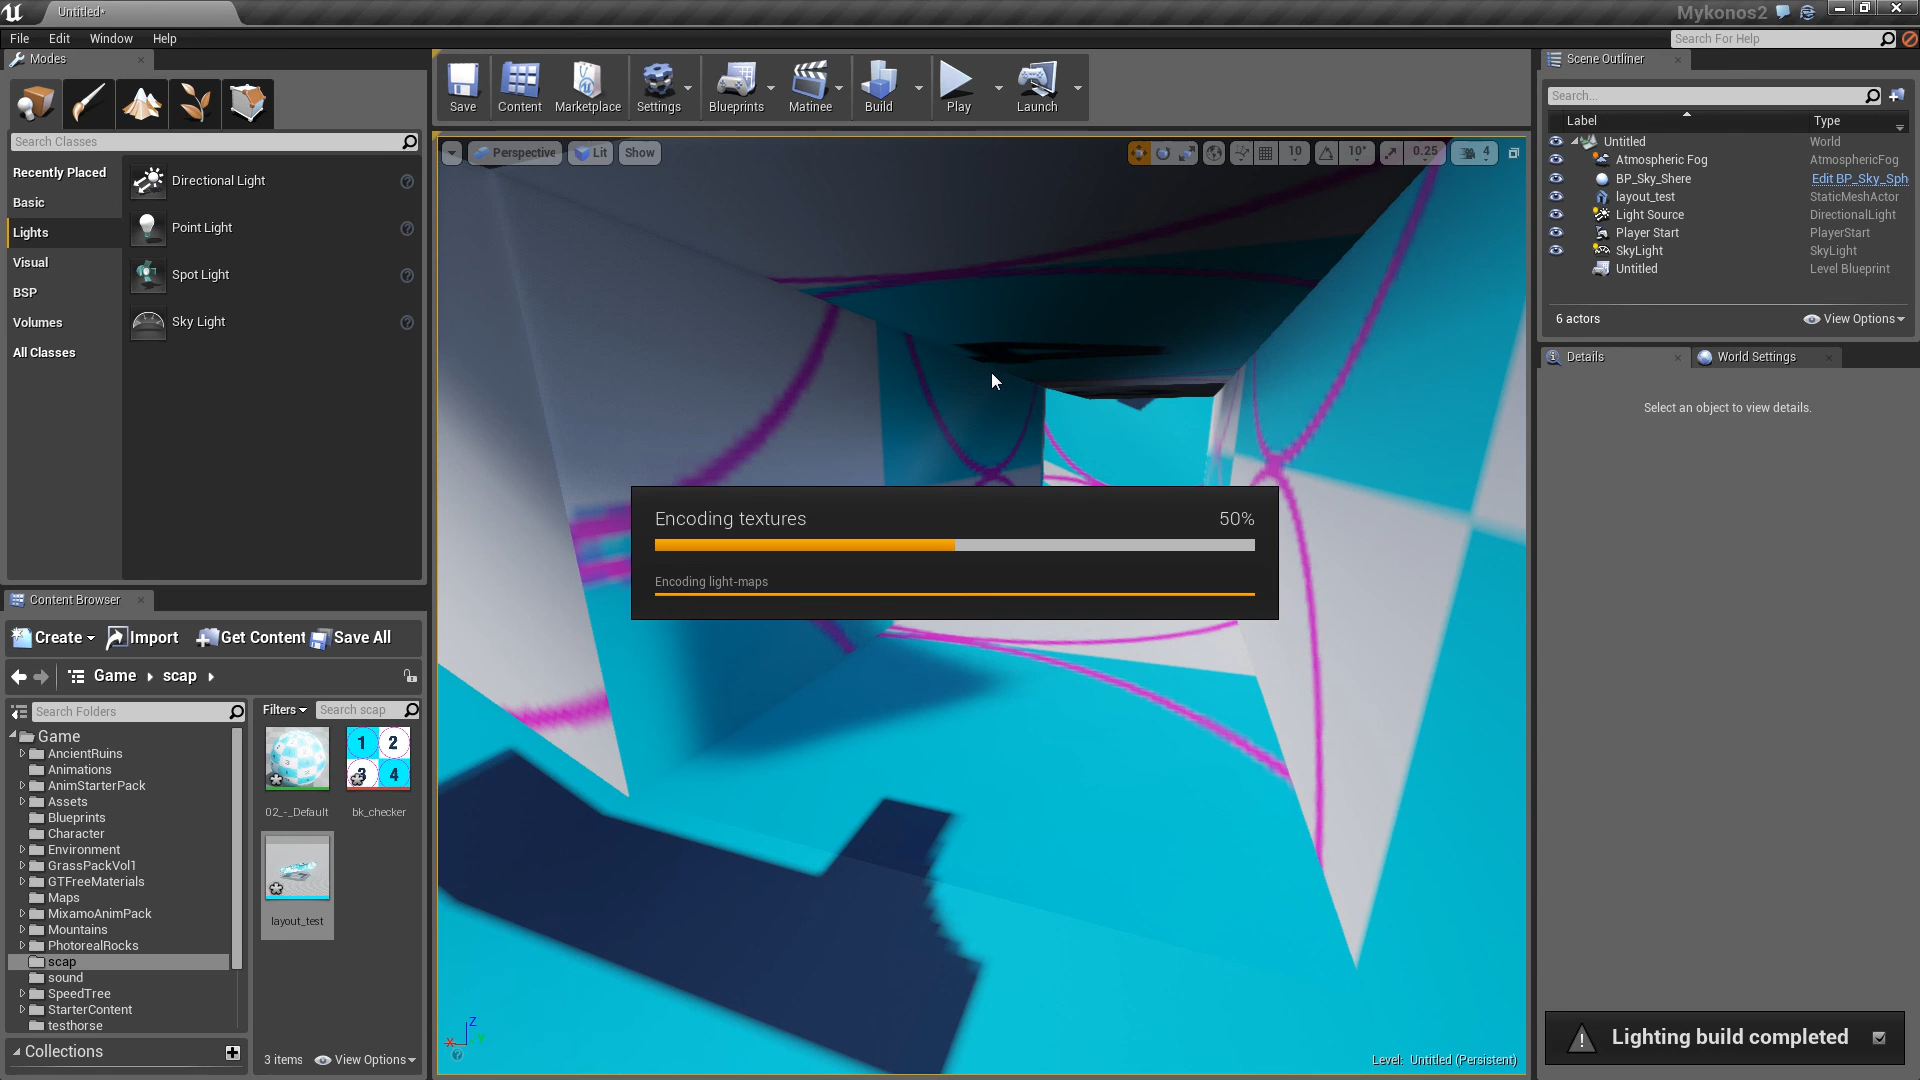 Untitled*
Mykonos2
File Edit Window Help
Search For Help
Modes
Search Classes
Recently Placed
Basic
Lights
Visual
BSP
Volumes
All Classes
Directional Light
Point Light
Spot Light
Sky Light
Save Content Marketplace Settings Blueprints Matinee Build Play Launch
Perspective Lit Show
10 10° 0.25 4
Encoding textures 50%
Encoding light-maps
Level: Untitled (Persistent)
X Z Y
Content Browser
Create Import Get Content Save All
Game scap
Search Folders
Game
AncientRuins
Animations
AnimStarterPack
Assets
Blueprints
Character
Environment
GrassPackVol1
GTFreeMaterials
Maps
MixamoAnimPack
Mountains
PhotorealRocks
scap
sound
SpeedTree
StarterContent
testhorse
Collections
Filters Search scap
1 2
3 4
02_-_Default bk_checker
layout_test
3 items View Options
Scene Outliner
Search...
Label Type
Untitled World
Atmospheric Fog AtmosphericFog
BP_Sky_Shere Edit BP_Sky_Sph
layout_test StaticMeshActor
Light Source DirectionalLight
Player Start PlayerStart
SkyLight SkyLight
Untitled Level Blueprint
6 actors View Options
Details World Settings
Select an object to view details.
Lighting build completed